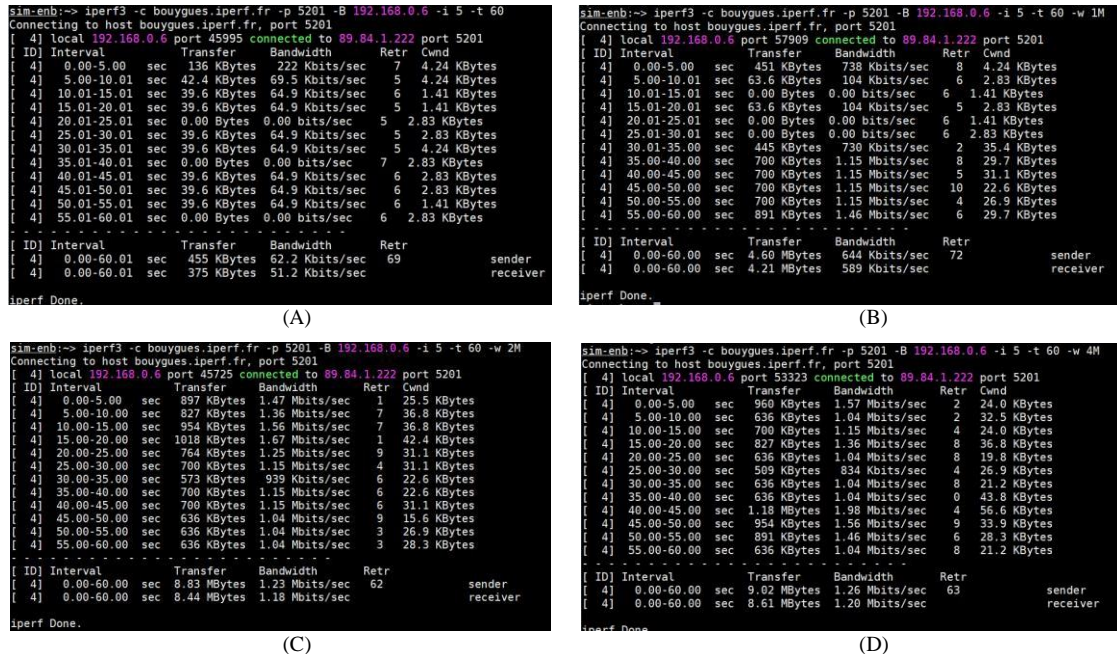 sim-enb:~> iperf3 -c bouygues.iperf.fr -p 5201 -B 192.168.0.6 -i 5 -t 60
Connecting to host bouygues.iperf.fr, port 5201
[ 4] local 192.168.0.6 port 45995 connected to 89.84.1.222 port 5201
[ ID] Interval Transfer Bandwidth Retr Cwnd
[ 4] 0.00-5.00 sec 136 KBytes 222 Kbits/sec 7 4.24 KBytes
[ 4] 5.00-10.01 sec 42.4 KBytes 69.5 Kbits/sec 5 4.24 KBytes
[ 4] 10.01-15.01 sec 39.6 KBytes 64.9 Kbits/sec 6 1.41 KBytes
[ 4] 15.01-20.01 sec 39.6 KBytes 64.9 Kbits/sec 5 1.41 KBytes
[ 4] 20.01-25.01 sec 0.00 Bytes 0.00 bits/sec 5 2.83 KBytes
[ 4] 25.01-30.01 sec 39.6 KBytes 64.9 Kbits/sec 5 2.83 KBytes
[ 4] 30.01-35.01 sec 39.6 KBytes 64.9 Kbits/sec 5 4.24 KBytes
[ 4] 35.01-40.01 sec 0.00 Bytes 0.00 bits/sec 7 2.83 KBytes
[ 4] 40.01-45.01 sec 39.6 KBytes 64.9 Kbits/sec 6 2.83 KBytes
[ 4] 45.01-50.01 sec 39.6 KBytes 64.9 Kbits/sec 6 2.83 KBytes
[ 4] 50.01-55.01 sec 39.6 KBytes 64.9 Kbits/sec 6 1.41 KBytes
[ 4] 55.01-60.01 sec 0.00 Bytes 0.00 bits/sec 6 2.83 KBytes
- - - - - - - - - - - - - - - - - - - - - - - - -
[ ID] Interval Transfer Bandwidth Retr
[ 4] 0.00-60.01 sec 455 KBytes 62.2 Kbits/sec 69 sender
[ 4] 0.00-60.01 sec 375 KBytes 51.2 Kbits/sec receiver
iperf Done.
(A)
sim-enb:~> iperf3 -c bouygues.iperf.fr -p 5201 -B 192.168.0.6 -i 5 -t 60 -w 1M
Connecting to host bouygues.iperf.fr, port 5201
[ 4] local 192.168.0.6 port 57909 connected to 89.84.1.222 port 5201
[ ID] Interval Transfer Bandwidth Retr Cwnd
[ 4] 0.00-5.00 sec 451 KBytes 738 Kbits/sec 8 4.24 KBytes
[ 4] 5.00-10.01 sec 63.6 KBytes 104 Kbits/sec 6 2.83 KBytes
[ 4] 10.01-15.01 sec 0.00 Bytes 0.00 bits/sec 6 1.41 KBytes
[ 4] 15.01-20.01 sec 63.6 KBytes 104 Kbits/sec 5 2.83 KBytes
[ 4] 20.01-25.01 sec 0.00 Bytes 0.00 bits/sec 6 1.41 KBytes
[ 4] 25.01-30.01 sec 0.00 Bytes 0.00 bits/sec 6 2.83 KBytes
[ 4] 30.01-35.00 sec 445 KBytes 730 Kbits/sec 2 35.4 KBytes
[ 4] 35.00-40.00 sec 700 KBytes 1.15 Mbits/sec 8 29.7 KBytes
[ 4] 40.00-45.00 sec 700 KBytes 1.15 Mbits/sec 5 31.1 KBytes
[ 4] 45.00-50.00 sec 700 KBytes 1.15 Mbits/sec 10 22.6 KBytes
[ 4] 50.00-55.00 sec 700 KBytes 1.15 Mbits/sec 4 26.9 KBytes
[ 4] 55.00-60.00 sec 891 KBytes 1.46 Mbits/sec 6 29.7 KBytes
- - - - - - - - - - - - - - - - - - - - - - - - -
[ ID] Interval Transfer Bandwidth Retr
[ 4] 0.00-60.00 sec 4.60 MBytes 644 Kbits/sec 72 sender
[ 4] 0.00-60.00 sec 4.21 MBytes 589 Kbits/sec receiver
iperf Done.
(B)
sim-enb:~> iperf3 -c bouygues.iperf.fr -p 5201 -B 192.168.0.6 -i 5 -t 60 -w 2M
Connecting to host bouygues.iperf.fr, port 5201
[ 4] local 192.168.0.6 port 45725 connected to 89.84.1.222 port 5201
[ ID] Interval Transfer Bandwidth Retr Cwnd
[ 4] 0.00-5.00 sec 897 KBytes 1.47 Mbits/sec 1 25.5 KBytes
[ 4] 5.00-10.00 sec 827 KBytes 1.36 Mbits/sec 7 36.8 KBytes
[ 4] 10.00-15.00 sec 954 KBytes 1.56 Mbits/sec 7 36.8 KBytes
[ 4] 15.00-20.00 sec 1018 KBytes 1.67 Mbits/sec 1 42.4 KBytes
[ 4] 20.00-25.00 sec 764 KBytes 1.25 Mbits/sec 9 31.1 KBytes
[ 4] 25.00-30.00 sec 700 KBytes 1.15 Mbits/sec 4 31.1 KBytes
[ 4] 30.00-35.00 sec 573 KBytes 939 Kbits/sec 6 22.6 KBytes
[ 4] 35.00-40.00 sec 700 KBytes 1.15 Mbits/sec 6 22.6 KBytes
[ 4] 40.00-45.00 sec 700 KBytes 1.15 Mbits/sec 6 31.1 KBytes
[ 4] 45.00-50.00 sec 636 KBytes 1.04 Mbits/sec 9 15.6 KBytes
[ 4] 50.00-55.00 sec 636 KBytes 1.04 Mbits/sec 3 26.9 KBytes
[ 4] 55.00-60.00 sec 636 KBytes 1.04 Mbits/sec 3 28.3 KBytes
- - - - - - - - - - - - - - - - - - - - - - - - -
[ ID] Interval Transfer Bandwidth Retr
[ 4] 0.00-60.00 sec 8.83 MBytes 1.23 Mbits/sec 62 sender
[ 4] 0.00-60.00 sec 8.44 MBytes 1.18 Mbits/sec receiver
iperf Done.
(C)
sim-enb:~> iperf3 -c bouygues.iperf.fr -p 5201 -B 192.168.0.6 -i 5 -t 60 -w 4M
Connecting to host bouygues.iperf.fr, port 5201
[ 4] local 192.168.0.6 port 53323 connected to 89.84.1.222 port 5201
[ ID] Interval Transfer Bandwidth Retr Cwnd
[ 4] 0.00-5.00 sec 960 KBytes 1.57 Mbits/sec 2 24.0 KBytes
[ 4] 5.00-10.00 sec 636 KBytes 1.04 Mbits/sec 2 32.5 KBytes
[ 4] 10.00-15.00 sec 700 KBytes 1.15 Mbits/sec 4 24.0 KBytes
[ 4] 15.00-20.00 sec 827 KBytes 1.36 Mbits/sec 8 36.8 KBytes
[ 4] 20.00-25.00 sec 636 KBytes 1.04 Mbits/sec 8 19.8 KBytes
[ 4] 25.00-30.00 sec 509 KBytes 834 Kbits/sec 4 26.9 KBytes
[ 4] 30.00-35.00 sec 636 KBytes 1.04 Mbits/sec 8 21.2 KBytes
[ 4] 35.00-40.00 sec 636 KBytes 1.04 Mbits/sec 0 43.8 KBytes
[ 4] 40.00-45.00 sec 1.18 MBytes 1.98 Mbits/sec 4 56.6 KBytes
[ 4] 45.00-50.00 sec 954 KBytes 1.56 Mbits/sec 9 33.9 KBytes
[ 4] 50.00-55.00 sec 891 KBytes 1.46 Mbits/sec 6 28.3 KBytes
[ 4] 55.00-60.00 sec 636 KBytes 1.04 Mbits/sec 8 21.2 KBytes
- - - - - - - - - - - - - - - - - - - - - - - - -
[ ID] Interval Transfer Bandwidth Retr
[ 4] 0.00-60.00 sec 9.02 MBytes 1.26 Mbits/sec 63 sender
[ 4] 0.00-60.00 sec 8.61 MBytes 1.20 Mbits/sec receiver
iperf Done
(D)